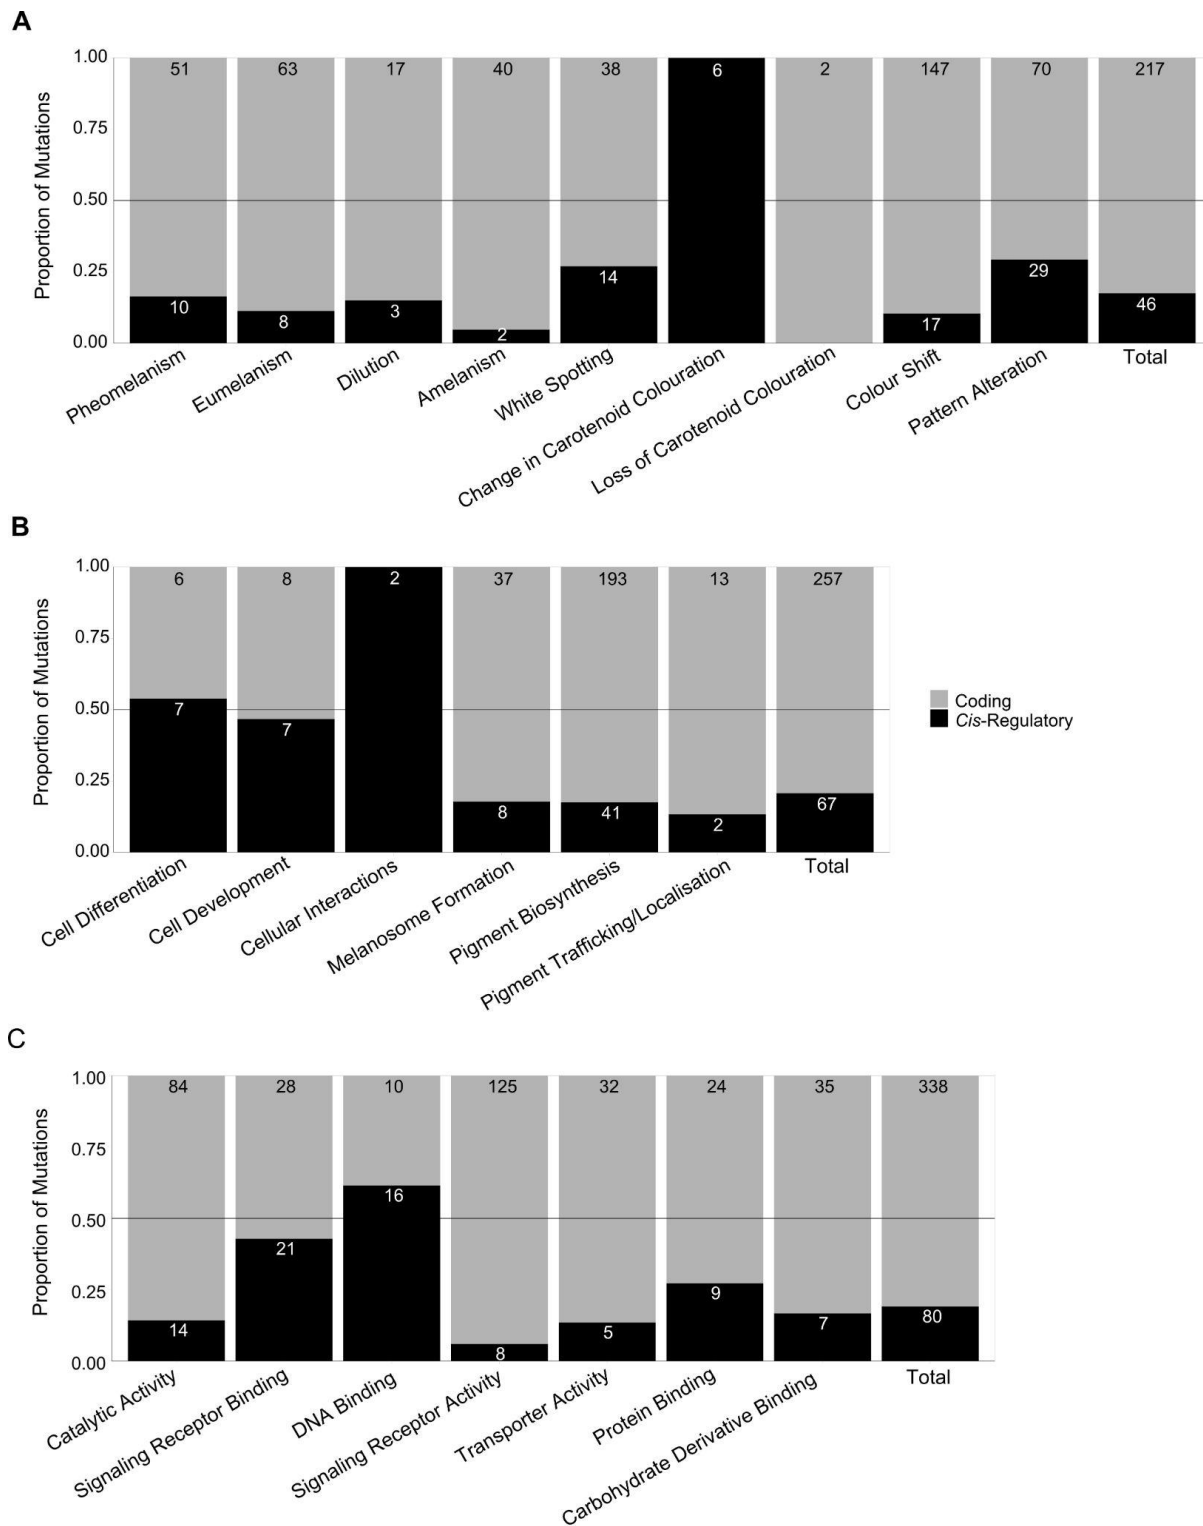 A
Proportion of Mutations
1.00
0.75
0.50
0.25
0.00
51 63 17 40 38 6 2 147 70 217
10 8 3 2 14 17 29 46
Pheomelanism
Eumelanism
Dilution
Amelanism
White Spotting
Change in Carotenoid Colouration
Loss of Carotenoid Colouration
Colour Shift
Pattern Alteration
Total
B
Proportion of Mutations
1.00
0.75
0.50
0.25
0.00
6 8 2 37 193 13 257
7 7 8 41 2 67
Cell Differentiation
Cell Development
Cellular Interactions
Melanosome Formation
Pigment Biosynthesis
Pigment Trafficking/Localisation
Total
Coding
Cis-Regulatory
C
Proportion of Mutations
1.00
0.75
0.50
0.25
0.00
84 28 10 125 32 24 35 338
14 21 16 8 5 9 7 80
Catalytic Activity
Signaling Receptor Binding
DNA Binding
Signaling Receptor Activity
Transporter Activity
Protein Binding
Carbohydrate Derivative Binding
Total